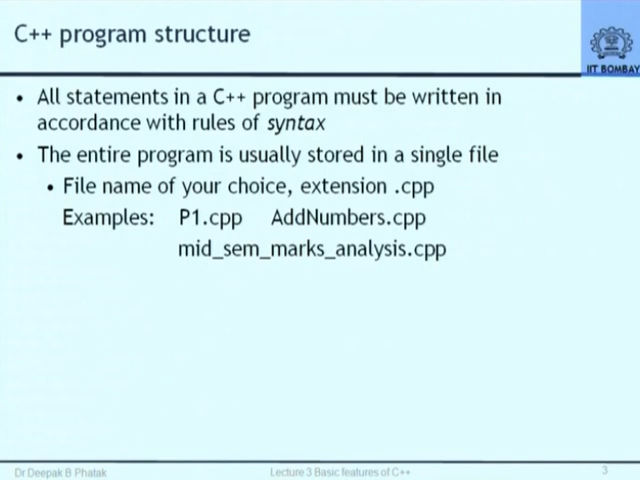 C++ program structure
IIT BOMBAY
• All statements in a C++ program must be written in
accordance with rules of syntax
• The entire program is usually stored in a single file
• File name of your choice, extension .cpp
Examples: P1.cpp AddNumbers.cpp
mid_sem_marks_analysis.cpp
Dr Deepak B Phatak Lecture 3 Basic features of C++ 3